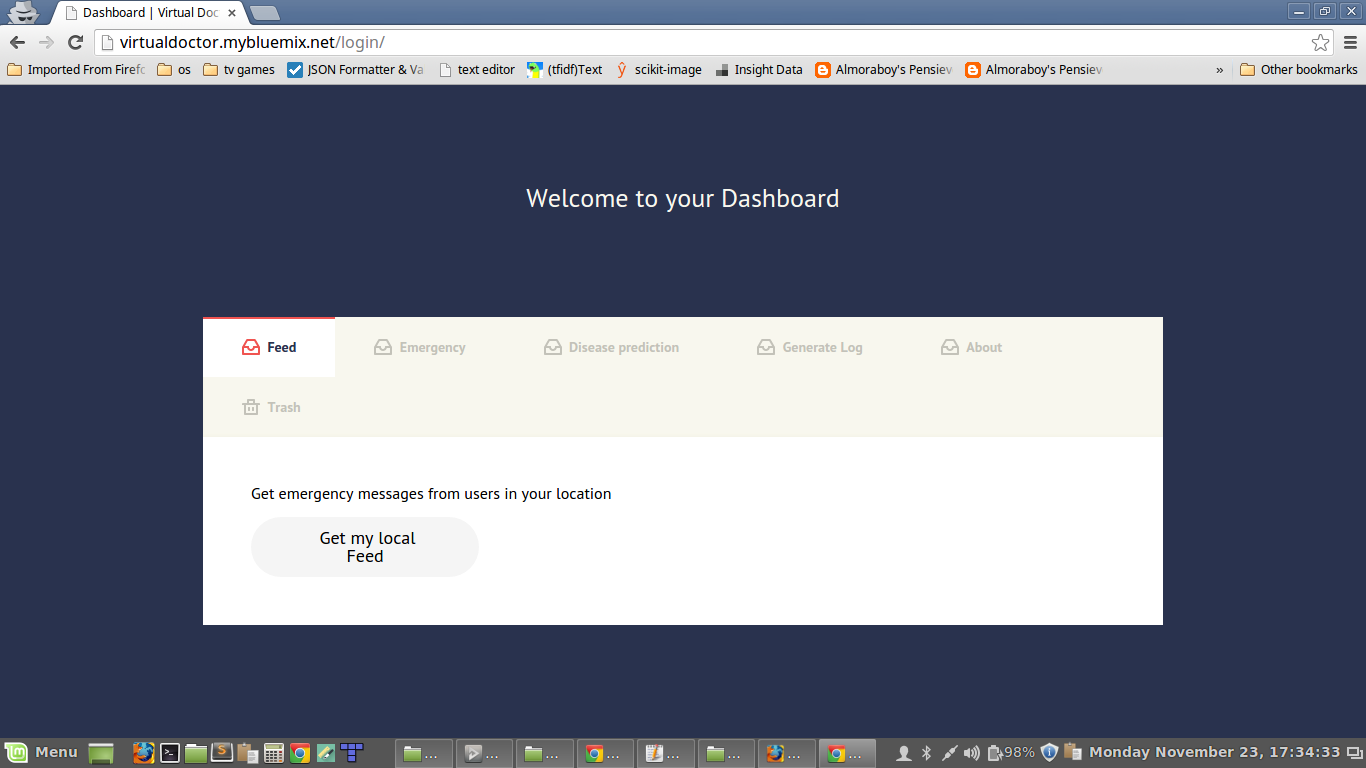 Dashboard | Virtual Doc
virtualdoctor.mybluemix.net/login/
Imported From Firefo os tv games JSON Formatter & Va text editor (tfidf)Text ŷ scikit-image Insight Data Almoraboy's Pensiev Almoraboy's Pensiev » Other bookmarks
Welcome to your Dashboard
Feed Emergency Disease prediction Generate Log About
Trash
Get emergency messages from users in your location
Get my local
Feed
Menu ... ... ... ... ... ... ... ... 98% Monday November 23, 17:34:33